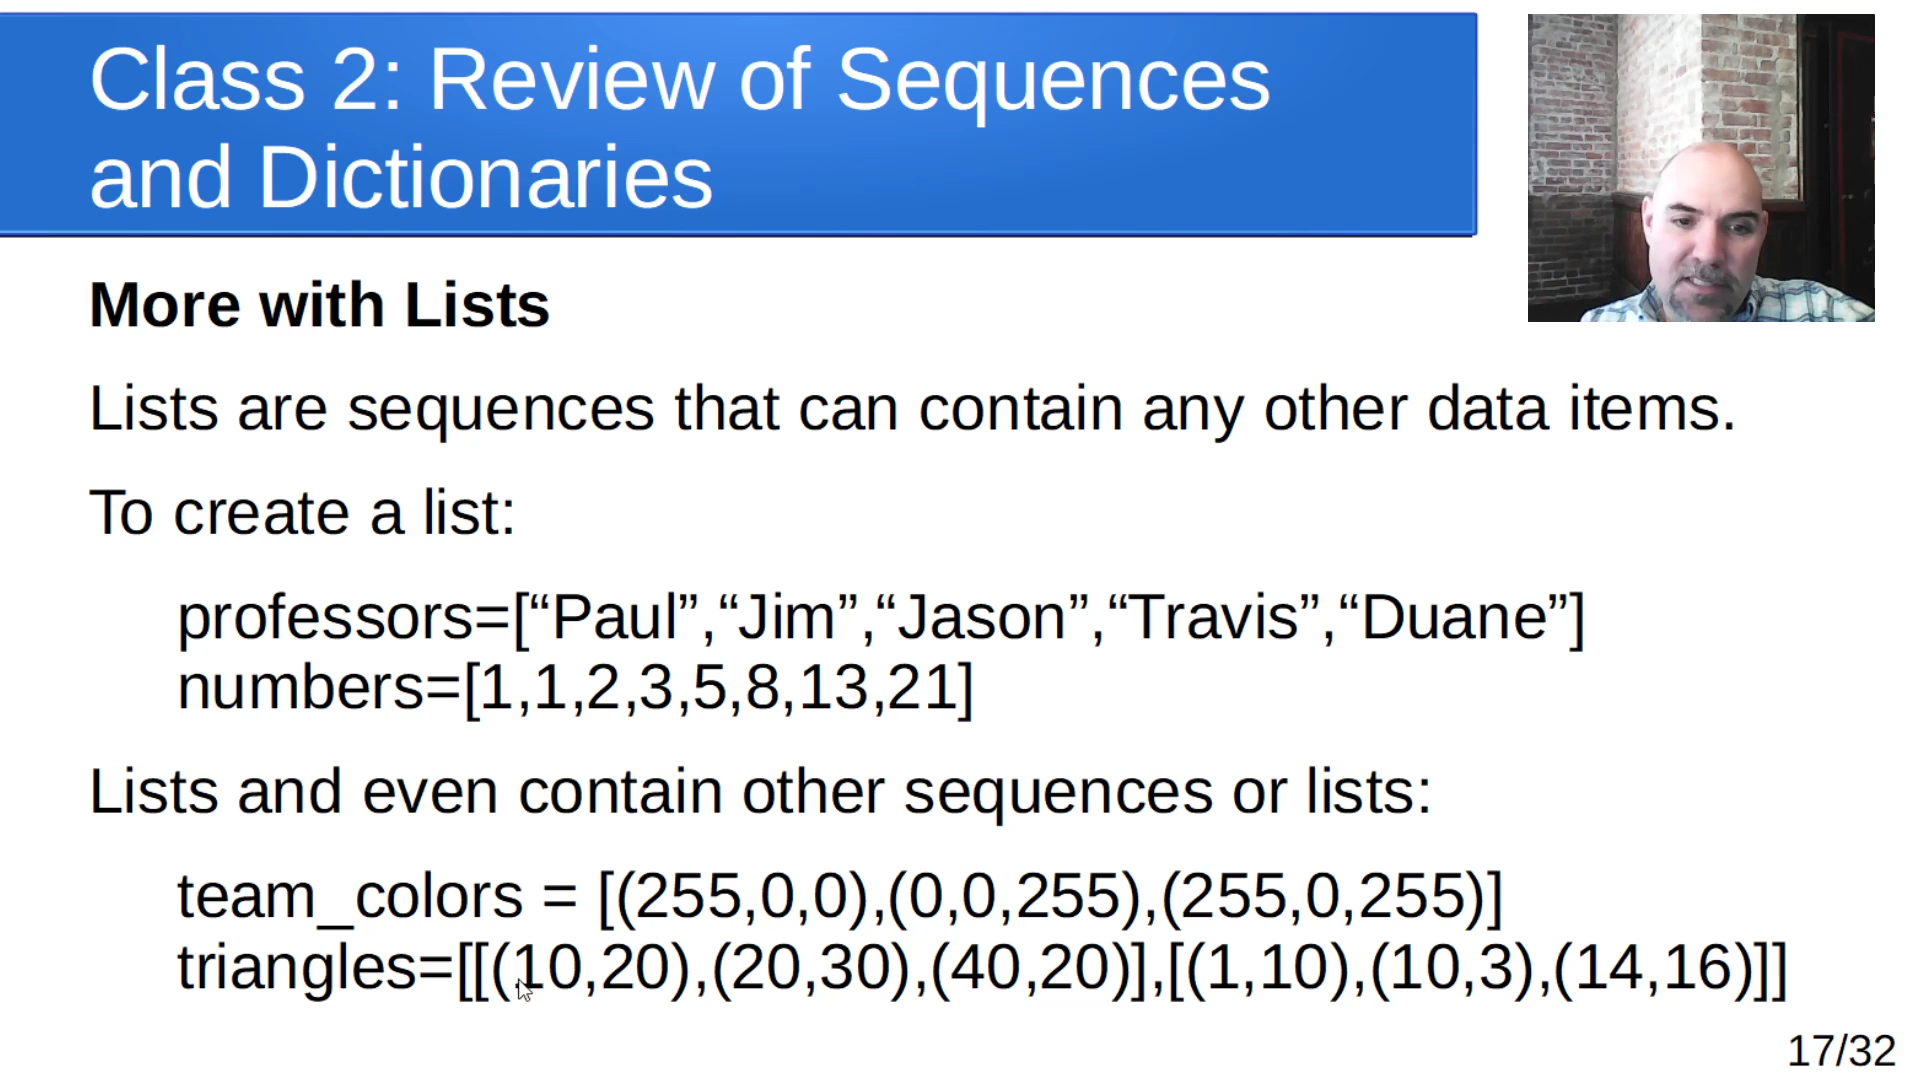 Class 2: Review of Sequences
and Dictionaries
More with Lists
Lists are sequences that can contain any other data items.
To create a list:
professors=[“Paul”,“Jim”,“Jason”,“Travis”,“Duane”]
numbers=[1,1,2,3,5,8,13,21]
Lists and even contain other sequences or lists:
team_colors = [(255,0,0),(0,0,255),(255,0,255)]
triangles=[[(10,20),(20,30),(40,20)],[(1,10),(10,3),(14,16)]]
17/32